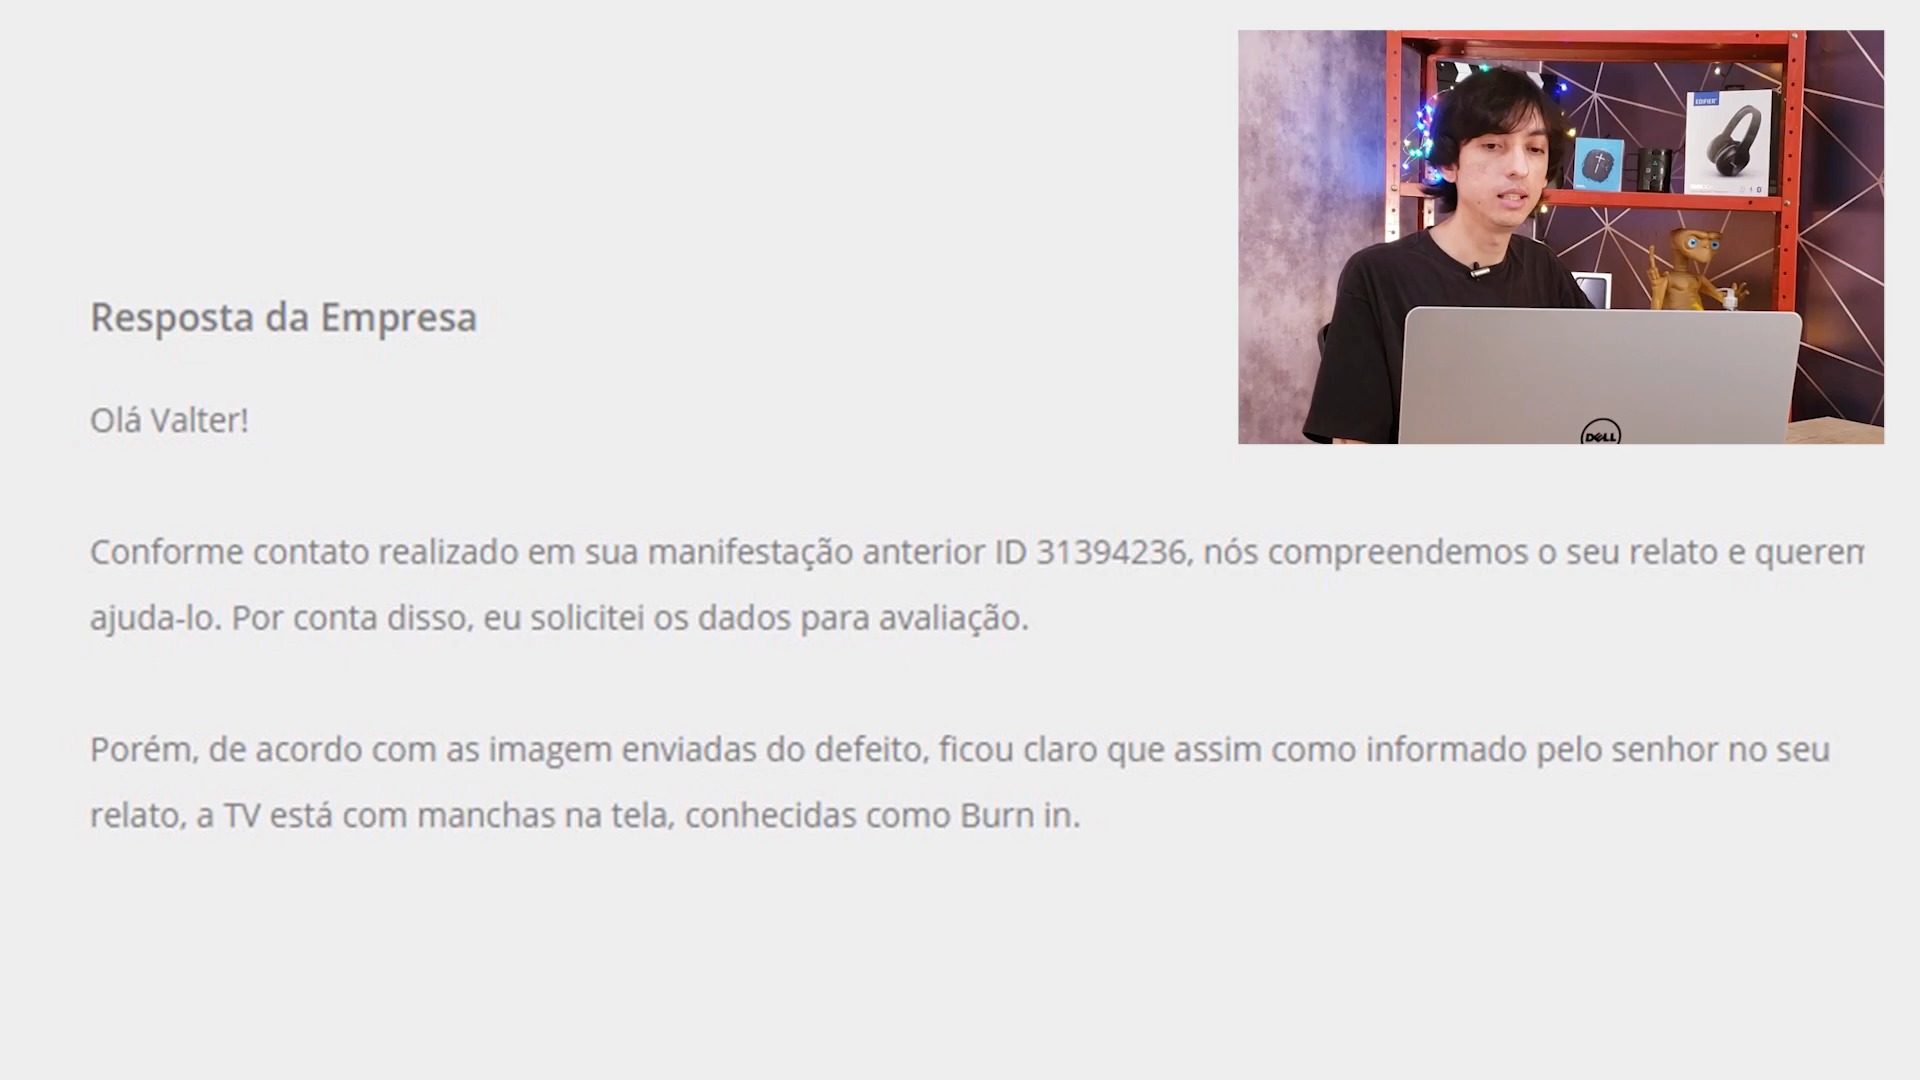 Resposta da Empresa
Olá Valter!
Conforme contato realizado em sua manifestação anterior ID 31394236, nós compreendemos o seu relato e querem
ajuda-lo. Por conta disso, eu solicitei os dados para avaliação.
Porém, de acordo com as imagem enviadas do defeito, ficou claro que assim como informado pelo senhor no seu
relato, a TV está com manchas na tela, conhecidas como Burn in.
EDIFIER
DELL